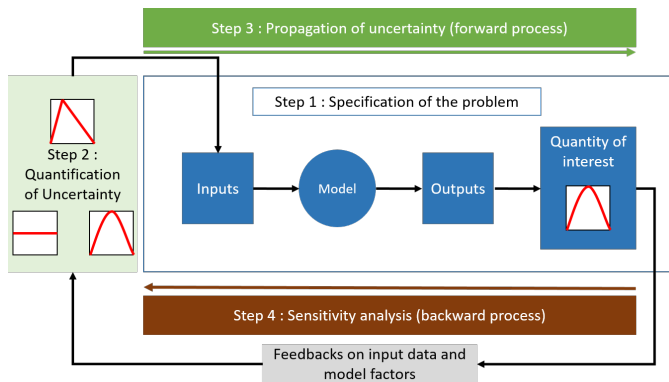 Step 3 : Propagation of uncertainty (forward process)
Step 1 : Specification of the problem
Step 2 :
Quantification
of Uncertainty
Inputs
Model
Outputs
Quantity of
interest
Step 4 : Sensitivity analysis (backward process)
Feedbacks on input data and
model factors